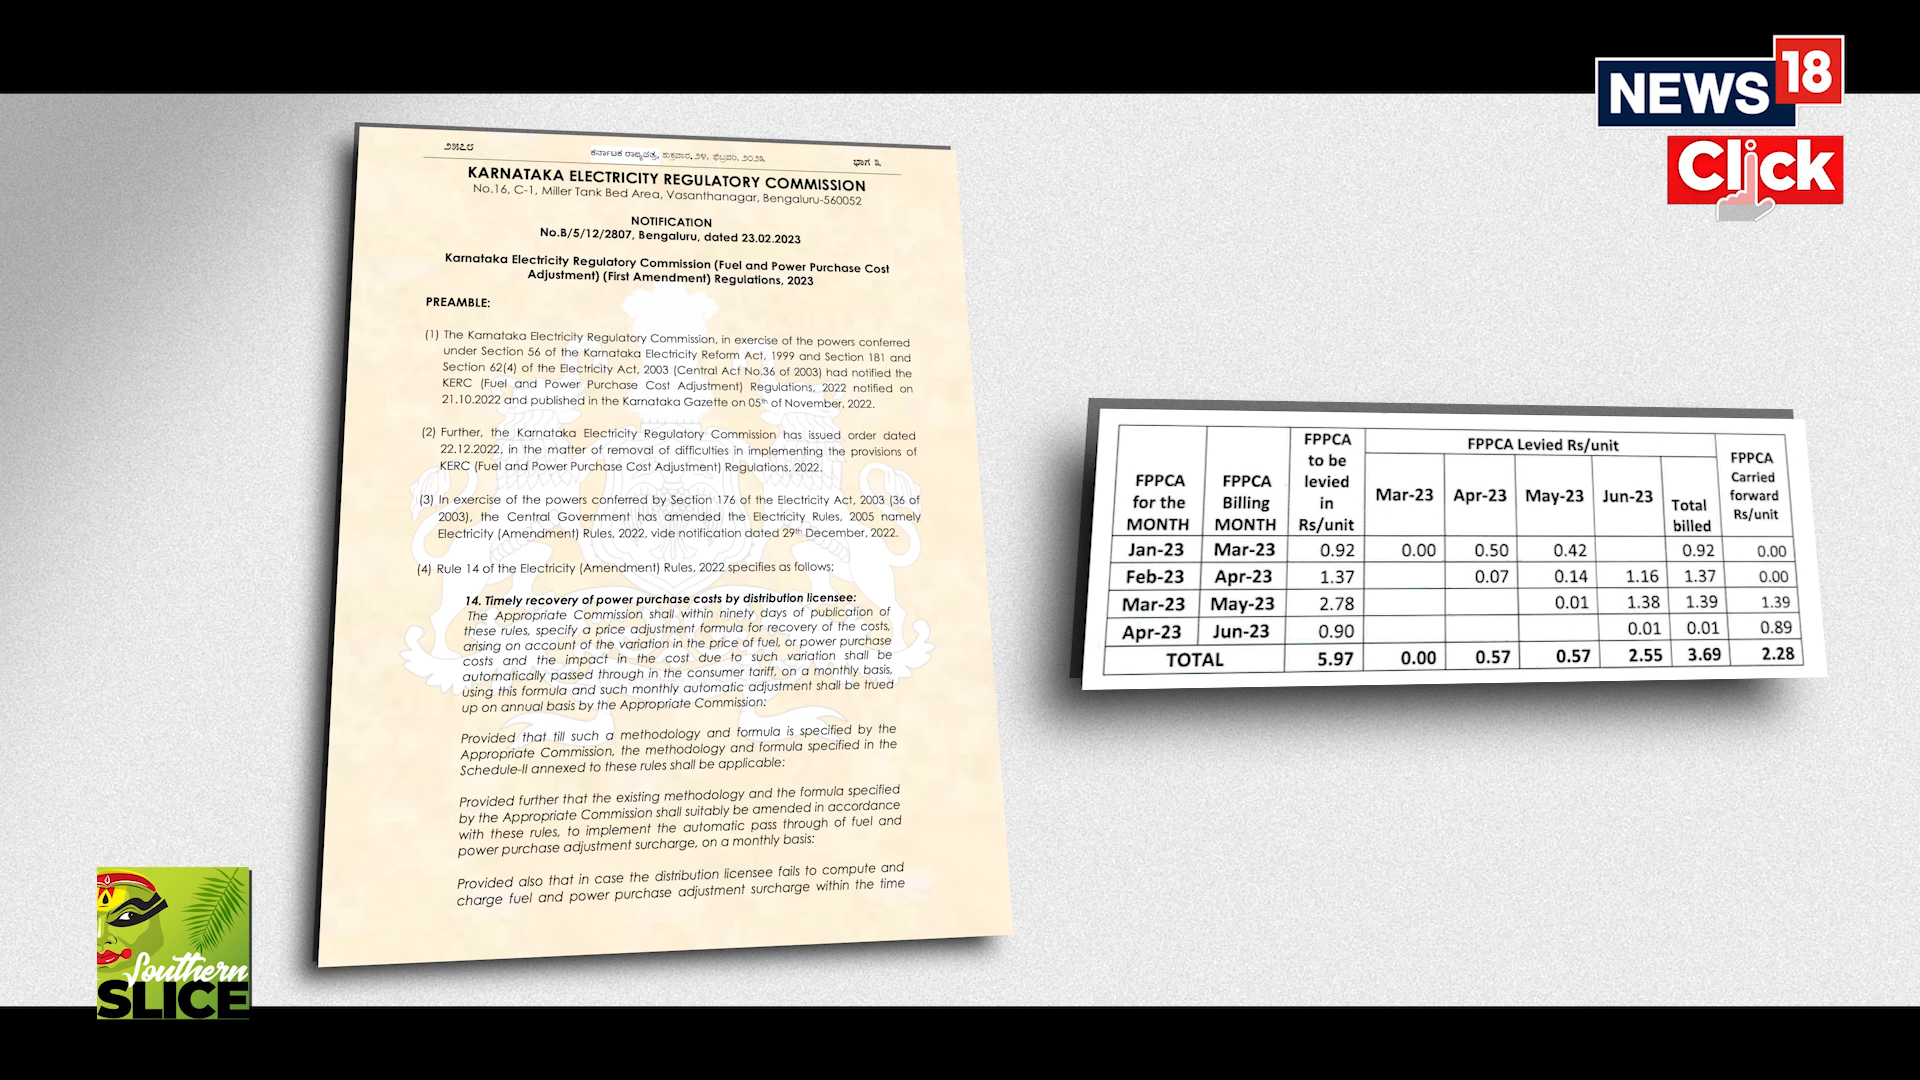 NEWS 18
Click
೨೫೭೮
ಕರ್ನಾಟಕ ರಾಜ್ಯಪತ್ರ, ಶುಕ್ರವಾರ, ೨೪, ಫೆಬ್ರವರಿ, ೨೦೨೩
ಭಾಗ ೩
KARNATAKA ELECTRICITY REGULATORY COMMISSION
No.16, C-1, Miller Tank Bed Area, Vasanthanagar, Bengaluru-560052
NOTIFICATION
No.B/5/12/2807, Bengaluru, dated 23.02.2023
Karnataka Electricity Regulatory Commission (Fuel and Power Purchase Cost
Adjustment) (First Amendment) Regulations, 2023
PREAMBLE:
(1) The Karnataka Electricity Regulatory Commission, in exercise of the powers conferred
under Section 56 of the Karnataka Electricity Reform Act, 1999 and Section 181 and
Section 62(4) of the Electricity Act, 2003 (Central Act No.36 of 2003) had notified the
KERC (Fuel and Power Purchase Cost Adjustment) Regulations, 2022 notified on
21.10.2022 and published in the Karnataka Gazette on 05th of November, 2022.
(2) Further, the Karnataka Electricity Regulatory Commission has issued order dated
22.12.2022, in the matter of removal of difficulties in implementing the provisions of
KERC (Fuel and Power Purchase Cost Adjustment) Regulations, 2022.
(3) In exercise of the powers conferred by Section 176 of the Electricity Act, 2003 (36 of
2003), the Central Government has amended the Electricity Rules, 2005 namely
Electricity (Amendment) Rules, 2022, vide notification dated 29th December, 2022.
(4) Rule 14 of the Electricity (Amendment) Rules, 2022 specifies as follows:
14. Timely recovery of power purchase costs by distribution licensee:
The Appropriate Commission shall within ninety days of publication of
these rules, specify a price adjustment formula for recovery of the costs,
arising on account of the variation in the price of fuel, or power purchase
costs and the impact in the cost due to such variation shall be
automatically passed through in the consumer tariff, on a monthly basis,
using this formula and such monthly automatic adjustment shall be trued
up on annual basis by the Appropriate Commission:
Provided that till such a methodology and formula is specified by the
Appropriate Commission, the methodology and formula specified in the
Schedule-II annexed to these rules shall be applicable:
Provided further that the existing methodology and the formula specified
by the Appropriate Commission shall suitably be amended in accordance
with these rules, to implement the automatic pass through of fuel and
power purchase adjustment surcharge, on a monthly basis:
Provided also that in case the distribution licensee fails to compute and
charge fuel and power purchase adjustment surcharge within the time
FPPCA for the MONTH FPPCA Billing MONTH FPPCA to be levied in Rs/unit FPPCA Levied Rs/unit FPPCA Carried forward Rs/unit
Mar-23 Apr-23 May-23 Jun-23 Total billed
Jan-23 Mar-23 0.92 0.00 0.50 0.42 0.92 0.00
Feb-23 Apr-23 1.37 0.07 0.14 1.16 1.37 0.00
Mar-23 May-23 2.78 0.01 1.38 1.39 1.39
Apr-23 Jun-23 0.90 0.01 0.01 0.89
TOTAL 5.97 0.00 0.57 0.57 2.55 3.69 2.28
Southern
SLICE